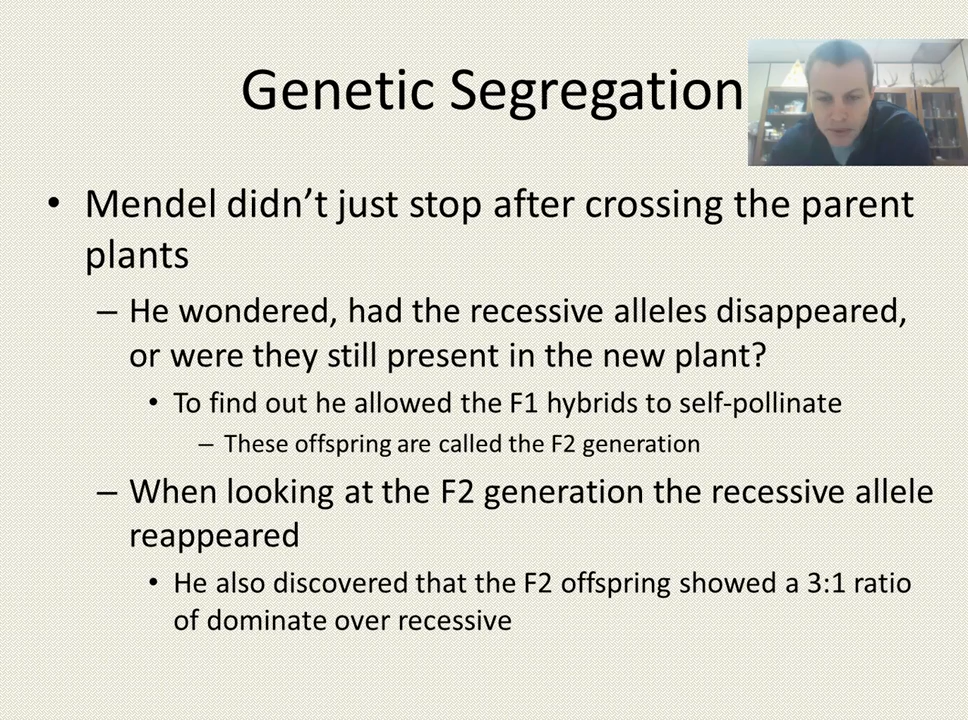 Genetic Segregation
• Mendel didn’t just stop after crossing the parent
plants
– He wondered, had the recessive alleles disappeared,
or were they still present in the new plant?
• To find out he allowed the F1 hybrids to self-pollinate
– These offspring are called the F2 generation
– When looking at the F2 generation the recessive allele
reappeared
• He also discovered that the F2 offspring showed a 3:1 ratio
of dominate over recessive